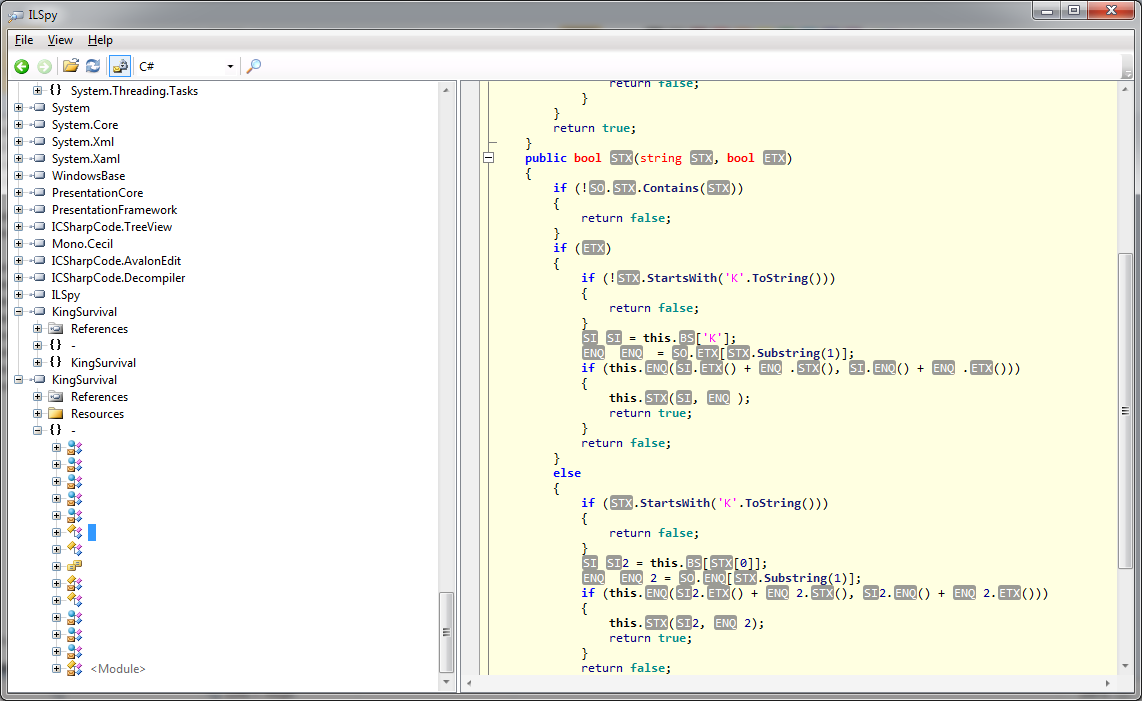 ILSpy
File View Help
C#
{} System.Threading.Tasks
System
System.Core
System.Xml
System.Xaml
WindowsBase
PresentationCore
PresentationFramework
ICSharpCode.TreeView
Mono.Cecil
ICSharpCode.AvalonEdit
ICSharpCode.Decompiler
ILSpy
KingSurvival
References
{} -
{} KingSurvival
KingSurvival
References
Resources
{} -
<Module>
return false;
}
}
return true;
}
public bool STX(string STX, bool ETX)
{
if (!SO.STX.Contains(STX))
{
return false;
}
if (ETX)
{
if (!STX.StartsWith('K'.ToString()))
{
return false;
}
SI SI = this.BS['K'];
ENQ ENQ = SO.ETX[STX.Substring(1)];
if (this.ENQ(SI.ETX() + ENQ .STX(), SI.ENQ() + ENQ .ETX()))
{
this.STX(SI, ENQ );
return true;
}
return false;
}
else
{
if (STX.StartsWith('K'.ToString()))
{
return false;
}
SI SI2 = this.BS[STX[0]];
ENQ ENQ 2 = SO.ENQ[STX.Substring(1)];
if (this.ENQ(SI2.ETX() + ENQ 2.STX(), SI2.ENQ() + ENQ 2.ETX()))
{
this.STX(SI2, ENQ 2);
return true;
}
return false;